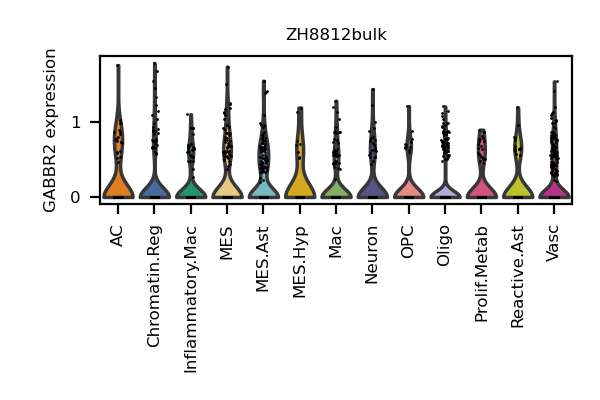 ZH8812bulk
GABBR2 expression
1
0
AC
Chromatin.Reg
Inflammatory.Mac
MES
MES.Ast
MES.Hyp
Mac
Neuron
OPC
Oligo
Prolif.Metab
Reactive.Ast
Vasc